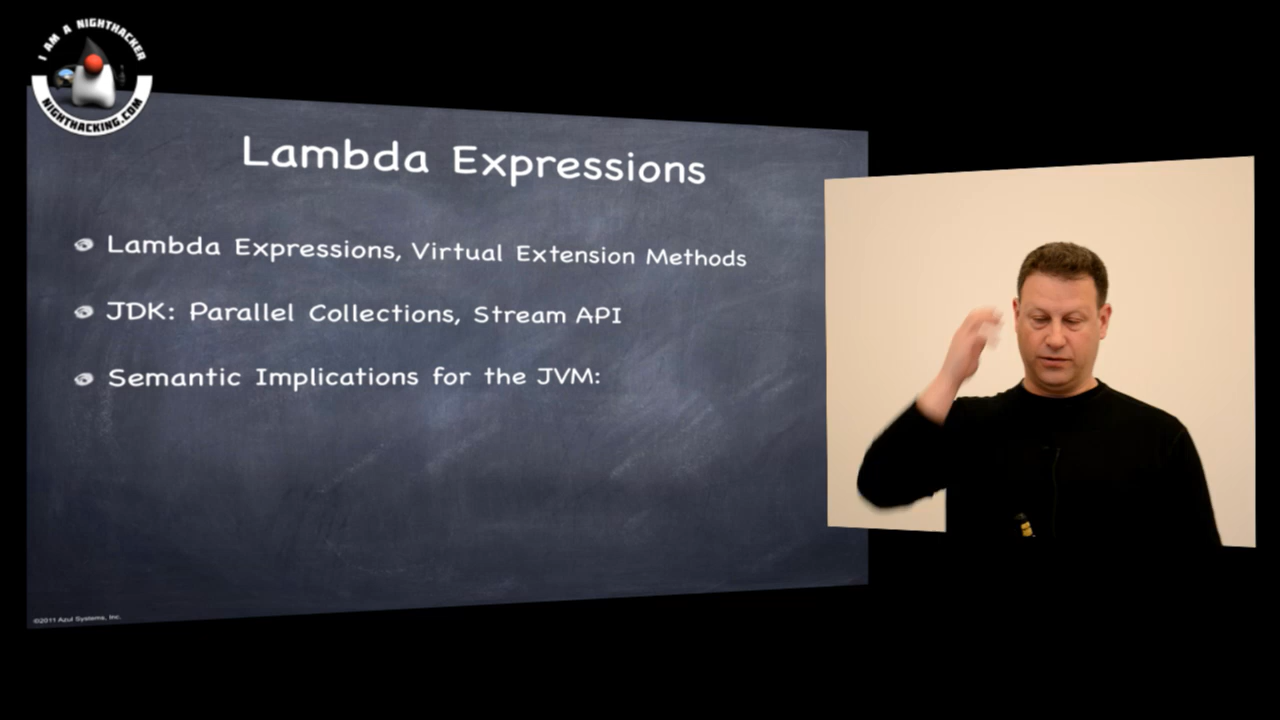 I AM A NIGHTHACKER
NIGHTHACKING.COM
Lambda Expressions
Lambda Expressions, Virtual Extension Methods
JDK: Parallel Collections, Stream API
Semantic Implications for the JVM:
©2011 Azul Systems, Inc.